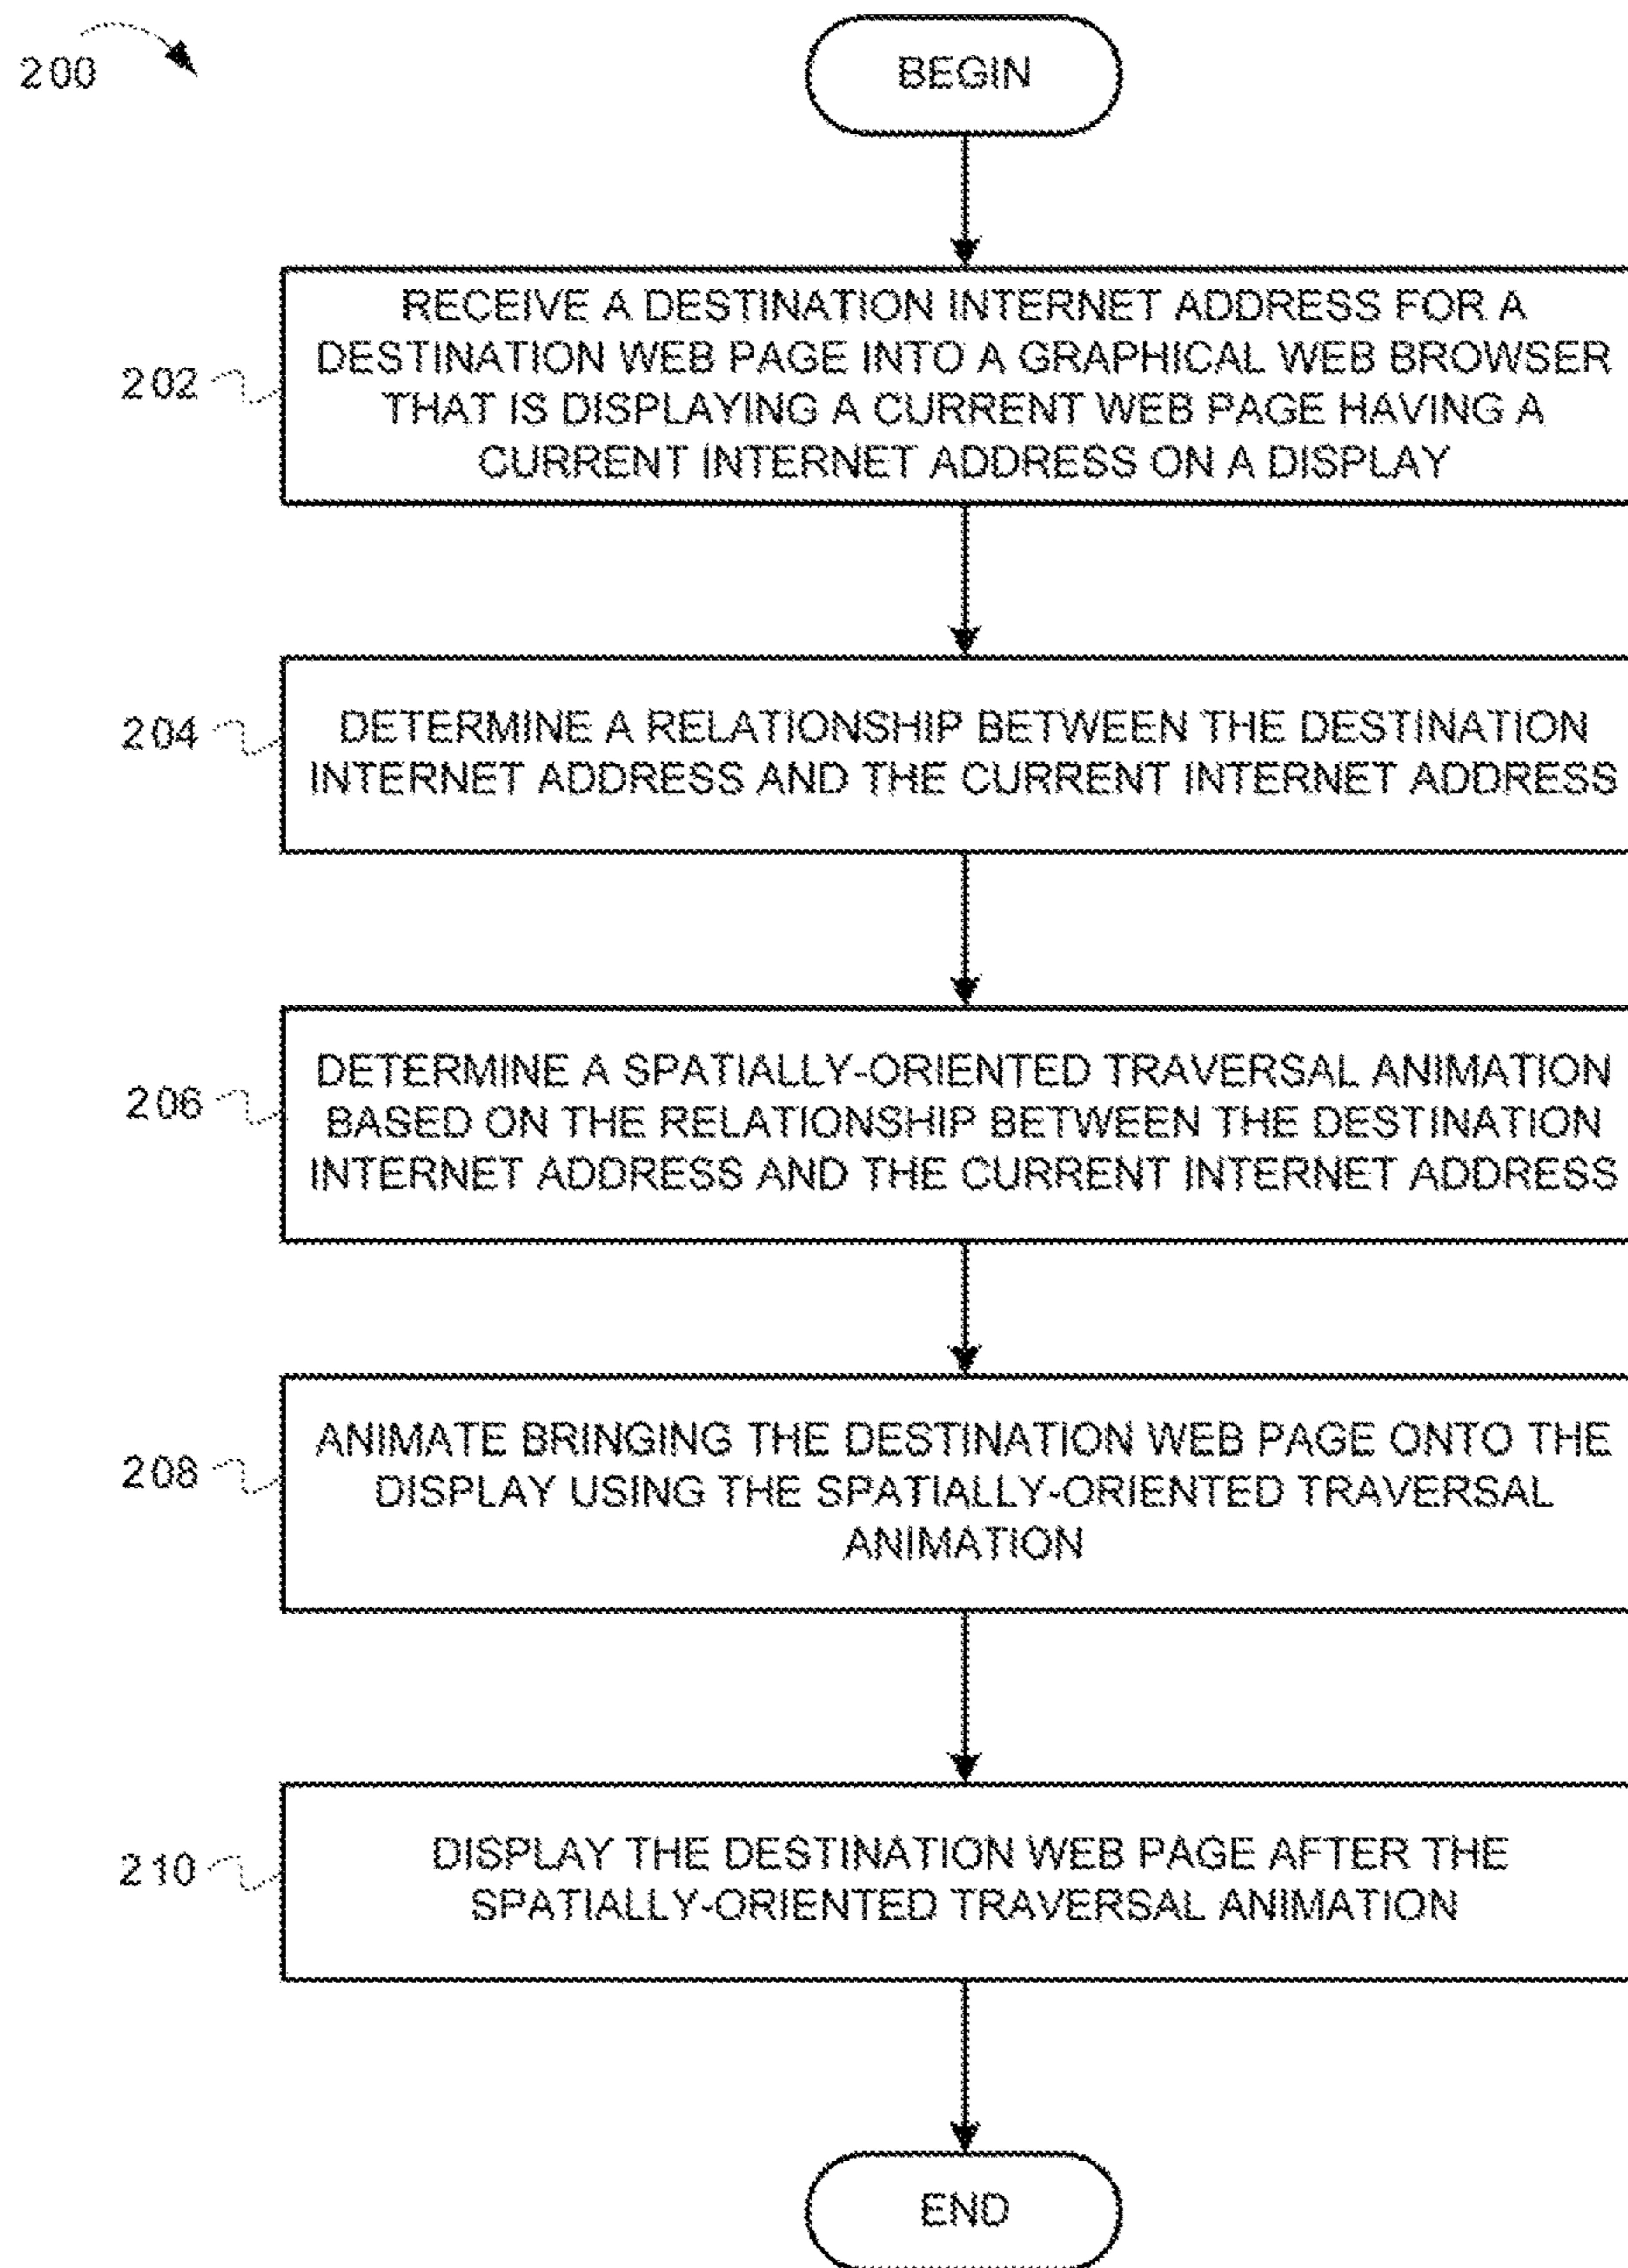 200
BEGIN
202
RECEIVE A DESTINATION INTERNET ADDRESS FOR A
DESTINATION WEB PAGE INTO A GRAPHICAL WEB BROWSER
THAT IS DISPLAYING A CURRENT WEB PAGE HAVING A
CURRENT INTERNET ADDRESS ON A DISPLAY
204
DETERMINE A RELATIONSHIP BETWEEN THE DESTINATION
INTERNET ADDRESS AND THE CURRENT INTERNET ADDRESS
206
DETERMINE A SPATIALLY-ORIENTED TRAVERSAL ANIMATION
BASED ON THE RELATIONSHIP BETWEEN THE DESTINATION
INTERNET ADDRESS AND THE CURRENT INTERNET ADDRESS
208
ANIMATE BRINGING THE DESTINATION WEB PAGE ONTO THE
DISPLAY USING THE SPATIALLY-ORIENTED TRAVERSAL
ANIMATION
210
DISPLAY THE DESTINATION WEB PAGE AFTER THE
SPATIALLY-ORIENTED TRAVERSAL ANIMATION
END